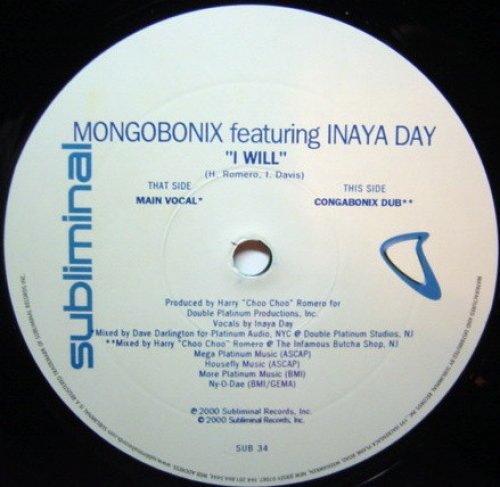 MONGOBONIX featuring INAYA DAY
"I WILL"
(H. Romero, I. Davis)
THAT SIDE
MAIN VOCAL*
THIS SIDE
CONGABONIX DUB**
subliminal
Produced by Harry "Choo Choo" Romero for
Double Platinum Productions, Inc.
Vocals by Inaya Day
*Mixed by Dave Darlington for Platinum Audio, NYC @ Double Platinum Studios, NJ
**Mixed by Harry "Choo Choo" Romero @ The Infamous Butcha Shop, NJ
Mega Platinum Music (ASCAP)
Housefly Music (ASCAP)
More Platinum Music (BMI)
Ny-O-Dae (BMI/GEMA)
℗ 2000 Subliminal Records, Inc.
© 2000 Subliminal Records, Inc.
SUB 34